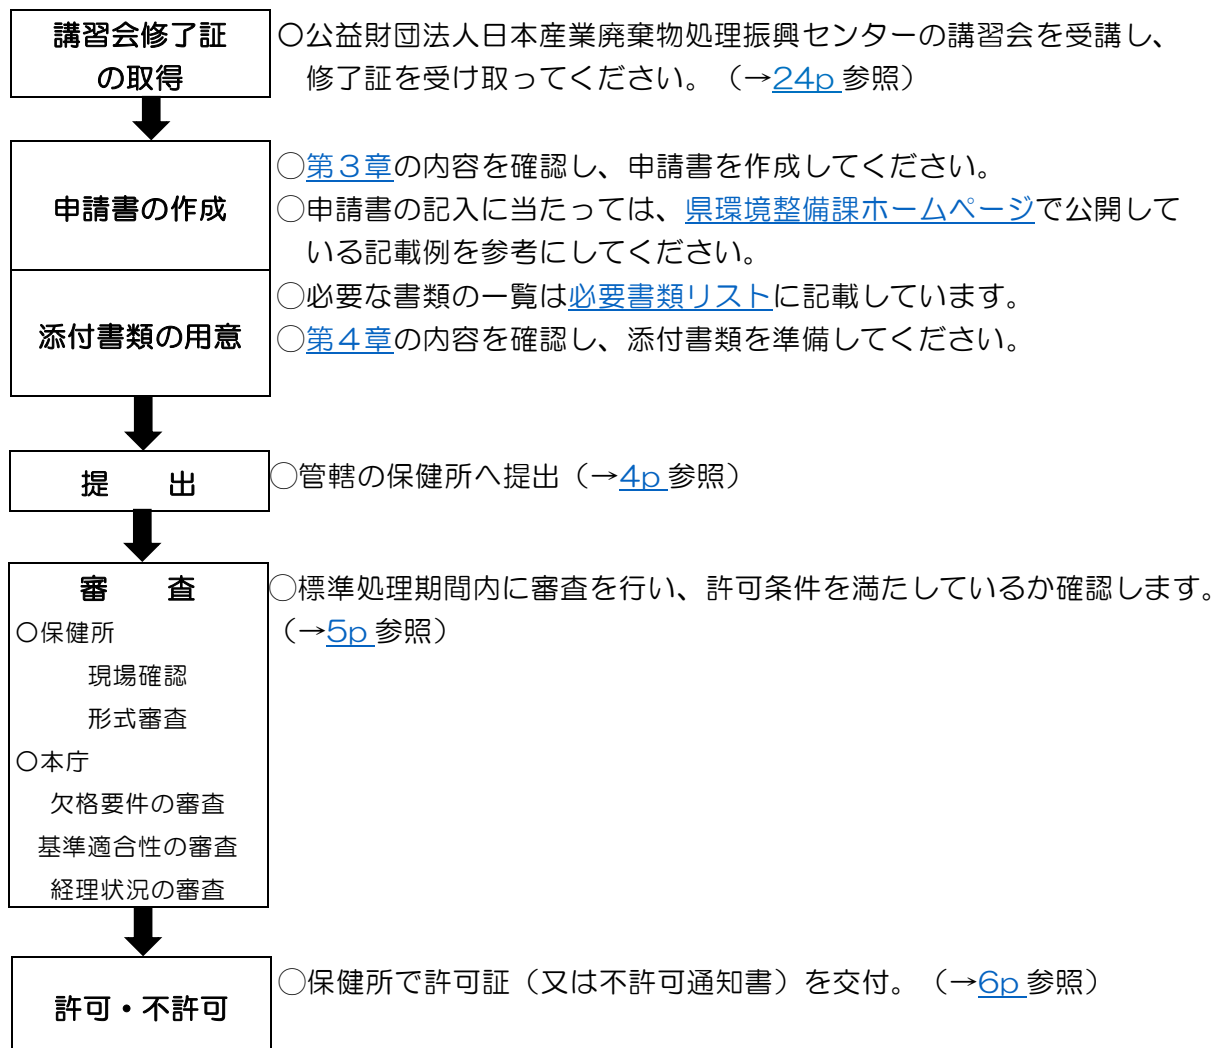 講習会修了証
の取得
〇公益財団法人日本産業廃棄物処理振興センターの講習会を受講し、
修了証を受け取ってください。（→24p 参照）
申請書の作成
◯第３章の内容を確認し、申請書を作成してください。
◯申請書の記入に当たっては、県環境整備課ホームページで公開して
いる記載例を参考にしてください。
添付書類の用意
◯必要な書類の一覧は必要書類リストに記載しています。
◯第４章の内容を確認し、添付書類を準備してください。
提　出
◯管轄の保健所へ提出（→4p 参照）
審　査
〇保健所
現場確認
形式審査
〇本庁
欠格要件の審査
基準適合性の審査
経理状況の審査
◯標準処理期間内に審査を行い、許可条件を満たしているか確認します。
（→5p 参照）
許可・不許可
◯保健所で許可証（又は不許可通知書）を交付。（→6p 参照）